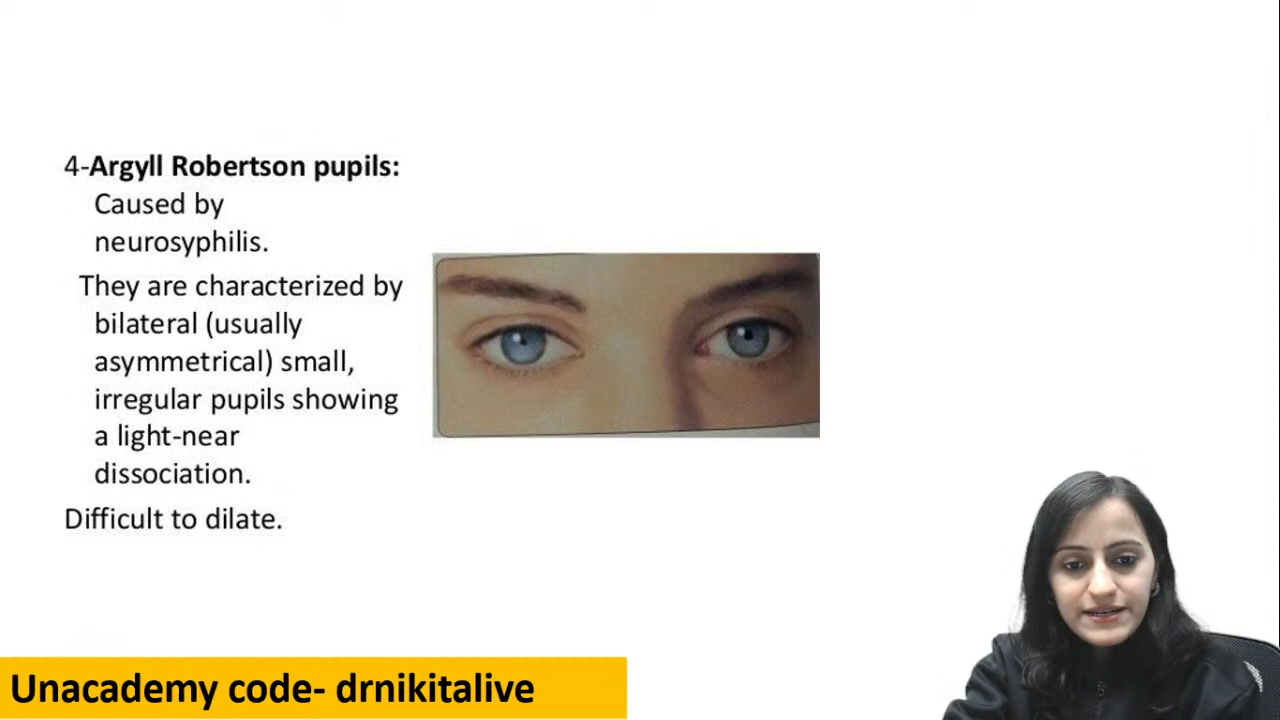 4-Argyll Robertson pupils:
Caused by
neurosyphilis.
They are characterized by
bilateral (usually
asymmetrical) small,
irregular pupils showing
a light-near
dissociation.
Difficult to dilate.
Unacademy code- drnikitalive